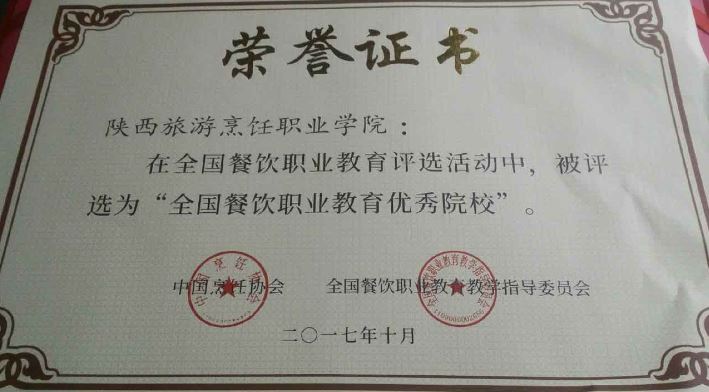 荣誉证书
陕西旅游烹饪职业学院：
在全国餐饮职业教育评选活动中，被评
选为“全国餐饮职业教育优秀院校”。
中国烹饪协会 全国餐饮职业教育教学指导委员会
二〇一七年十月